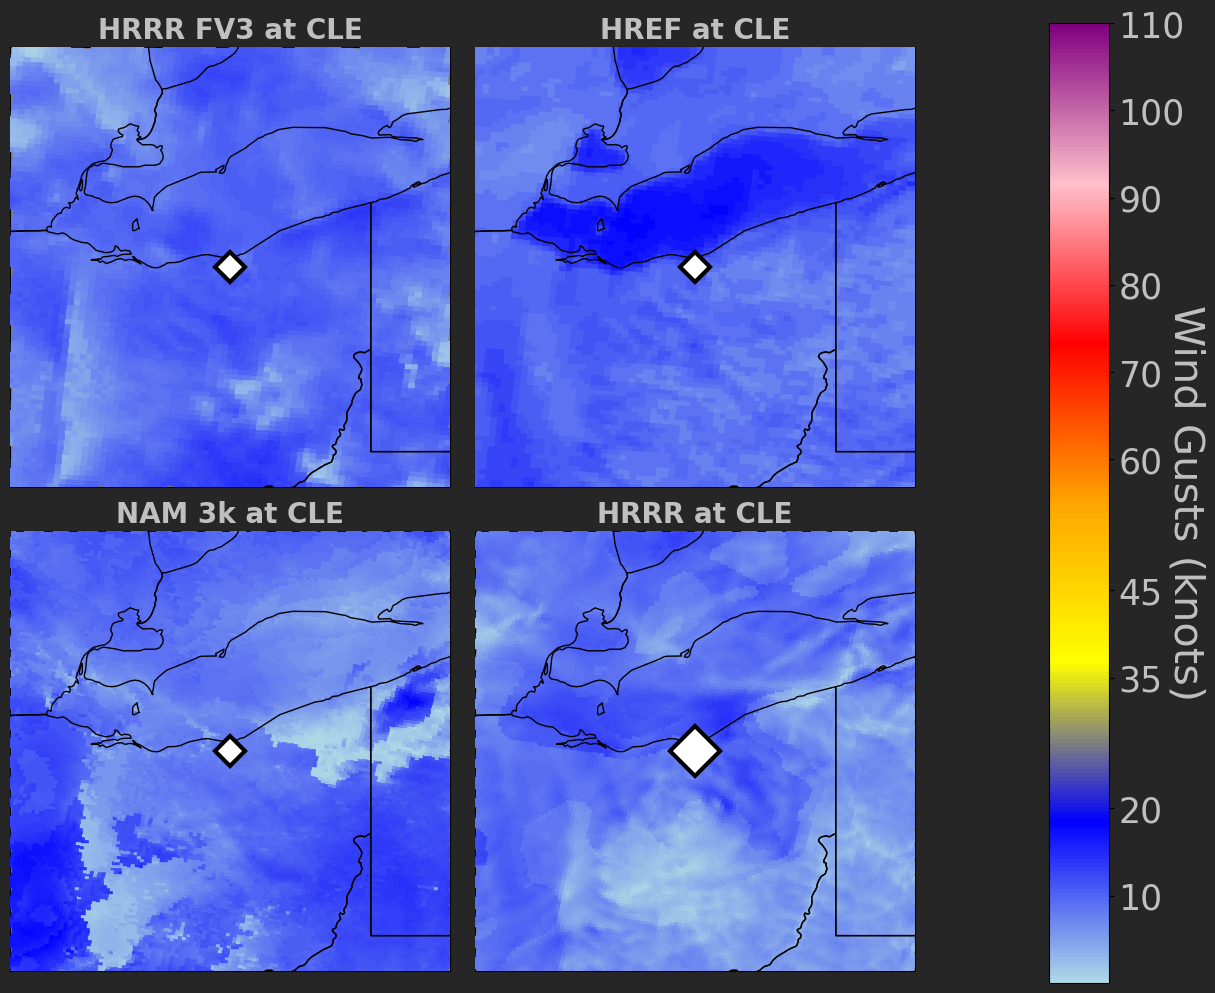 HRRR FV3 at CLE
HREF at CLE
NAM 3k at CLE
HRRR at CLE
110
100
90
80
70
60
45
35
20
10
Wind Gusts (knots)